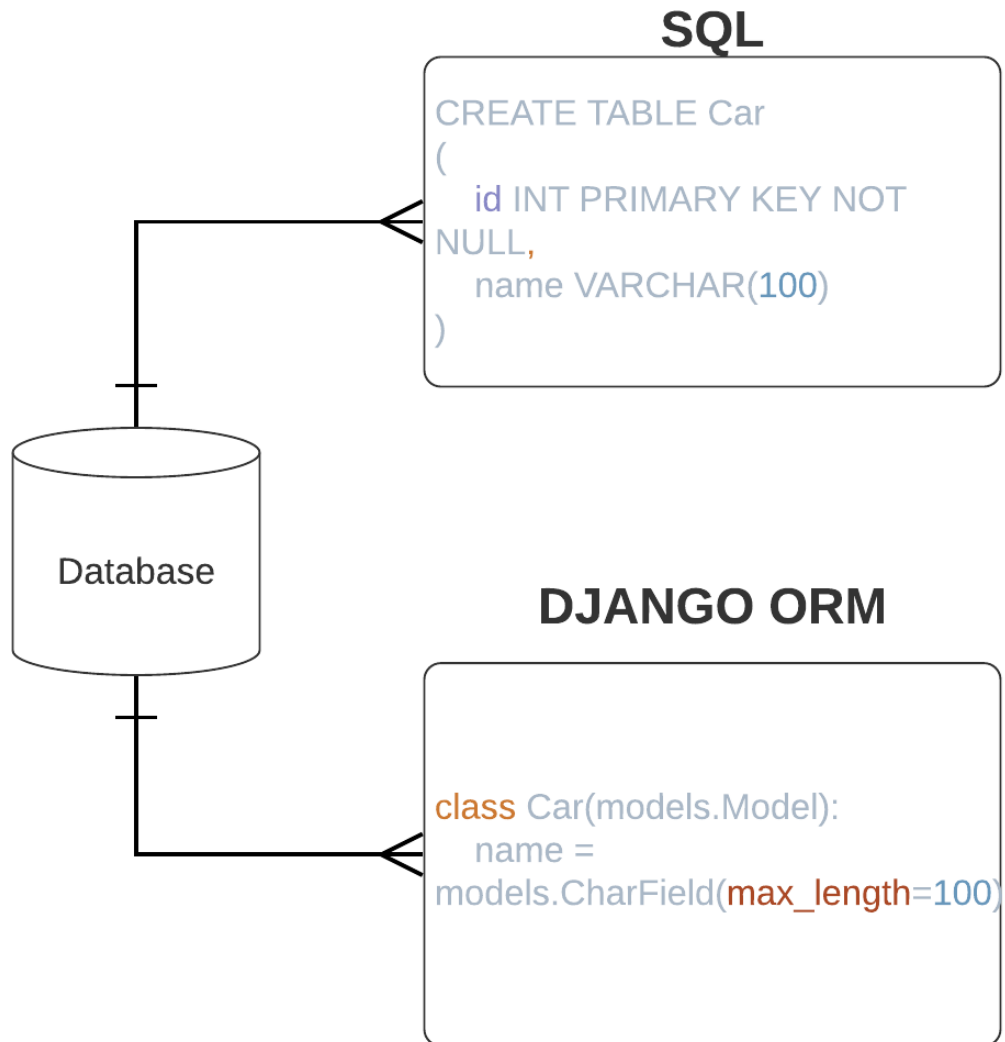 SQL
CREATE TABLE Car
(
    id INT PRIMARY KEY NOT
NULL,
    name VARCHAR(100)
)
Database
DJANGO ORM
class Car(models.Model):
    name =
models.CharField(max_length=100)